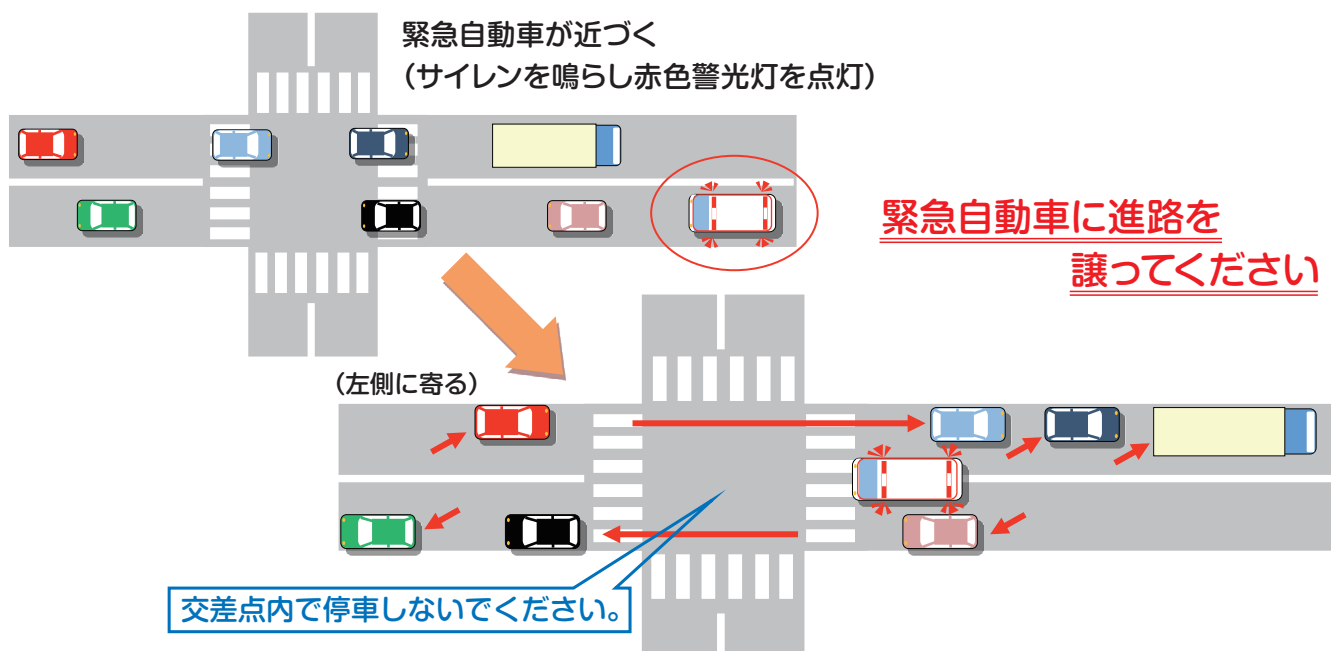 緊急自動車が近づく
（サイレンを鳴らし赤色警光灯を点灯）
緊急自動車に進路を
譲ってください
（左側に寄る）
交差点内で停車しないでください。